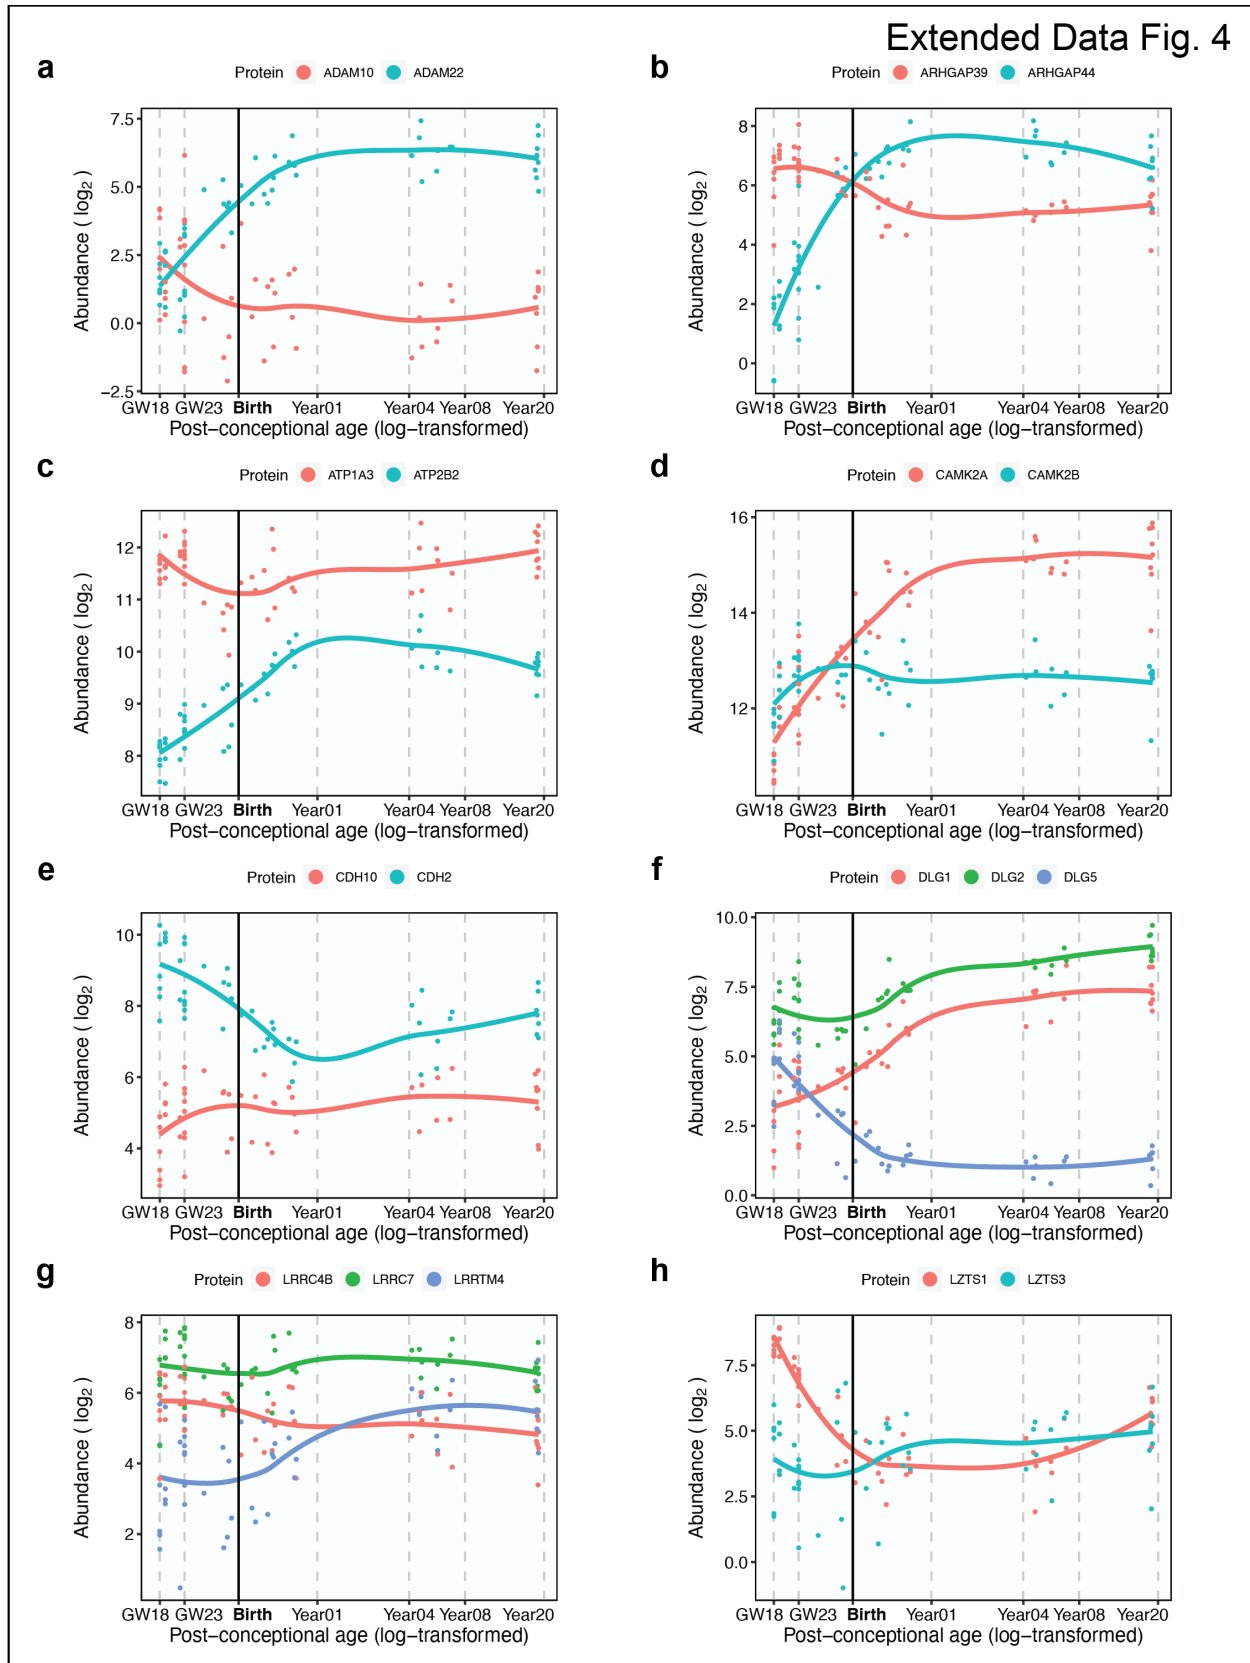 Extended Data Fig. 4
a
Protein ADAM10 ADAM22
Abundance ( log2 )
7.5
5.0
2.5
0.0
−2.5
GW18 GW23 Birth Year01 Year04 Year08 Year20
Post−conceptional age (log−transformed)
b
Protein ARHGAP39 ARHGAP44
Abundance ( log2 )
8
6
4
2
0
GW18 GW23 Birth Year01 Year04 Year08 Year20
Post−conceptional age (log−transformed)
c
Protein ATP1A3 ATP2B2
Abundance ( log2 )
12
11
10
9
8
GW18 GW23 Birth Year01 Year04 Year08 Year20
Post−conceptional age (log−transformed)
d
Protein CAMK2A CAMK2B
Abundance ( log2 )
16
14
12
GW18 GW23 Birth Year01 Year04 Year08 Year20
Post−conceptional age (log−transformed)
e
Protein CDH10 CDH2
Abundance ( log2 )
10
8
6
4
GW18 GW23 Birth Year01 Year04 Year08 Year20
Post−conceptional age (log−transformed)
f
Protein DLG1 DLG2 DLG5
Abundance ( log2 )
10.0
7.5
5.0
2.5
0.0
GW18 GW23 Birth Year01 Year04 Year08 Year20
Post−conceptional age (log−transformed)
g
Protein LRRC4B LRRC7 LRRTM4
Abundance ( log2 )
8
6
4
2
GW18 GW23 Birth Year01 Year04 Year08 Year20
Post−conceptional age (log−transformed)
h
Protein LZTS1 LZTS3
Abundance ( log2 )
7.5
5.0
2.5
0.0
GW18 GW23 Birth Year01 Year04 Year08 Year20
Post−conceptional age (log−transformed)